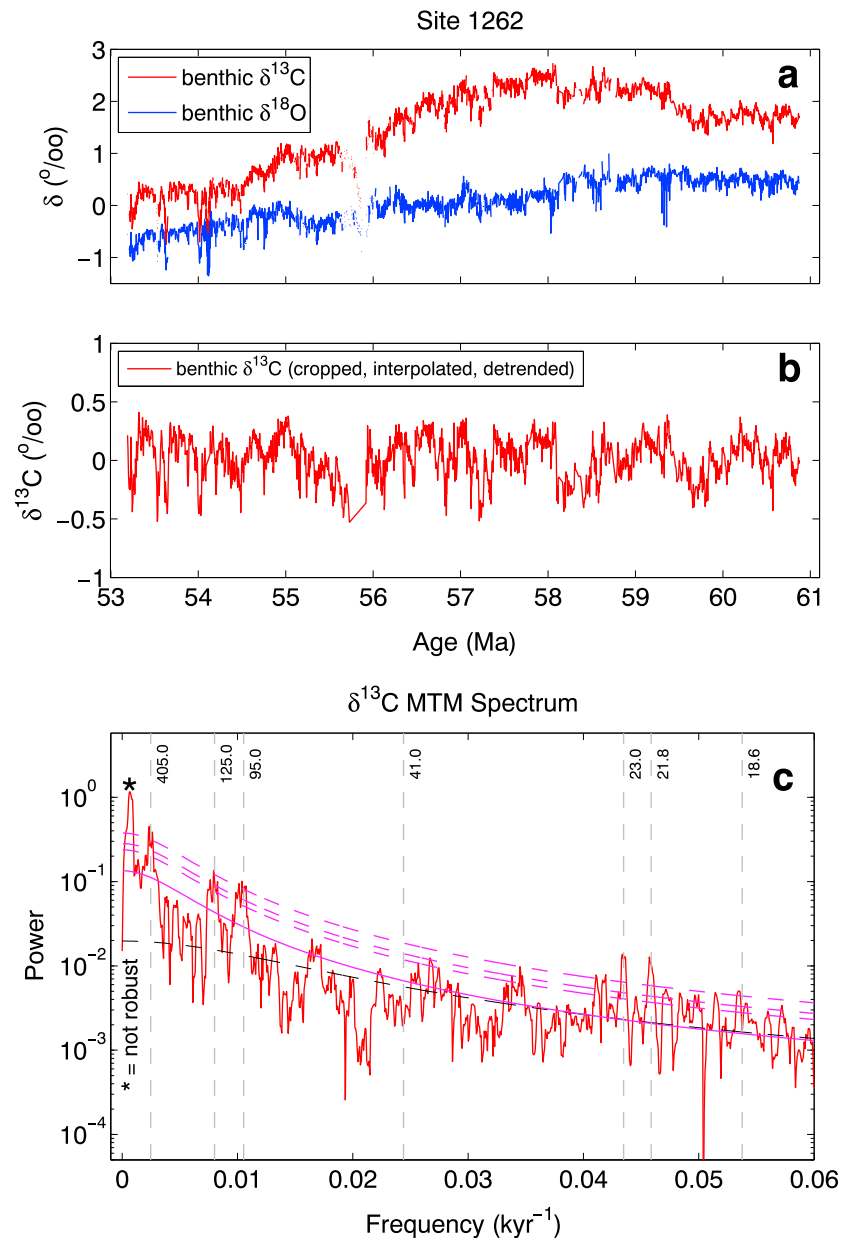 Site 1262
a
benthic δ¹³C
benthic δ¹⁸O
3
2
1
0
−1
δ (⁰/oo)
b
benthic δ¹³C (cropped, interpolated, detrended)
1
0.5
0
−0.5
−1
δ¹³C (⁰/oo)
53 54 55 56 57 58 59 60 61
Age (Ma)
δ¹³C MTM Spectrum
c
405.0
125.0
95.0
41.0
23.0
21.8
18.6
*
* = not robust
10⁰
10⁻¹
10⁻²
10⁻³
10⁻⁴
Power
0 0.01 0.02 0.03 0.04 0.05 0.06
Frequency (kyr⁻¹)